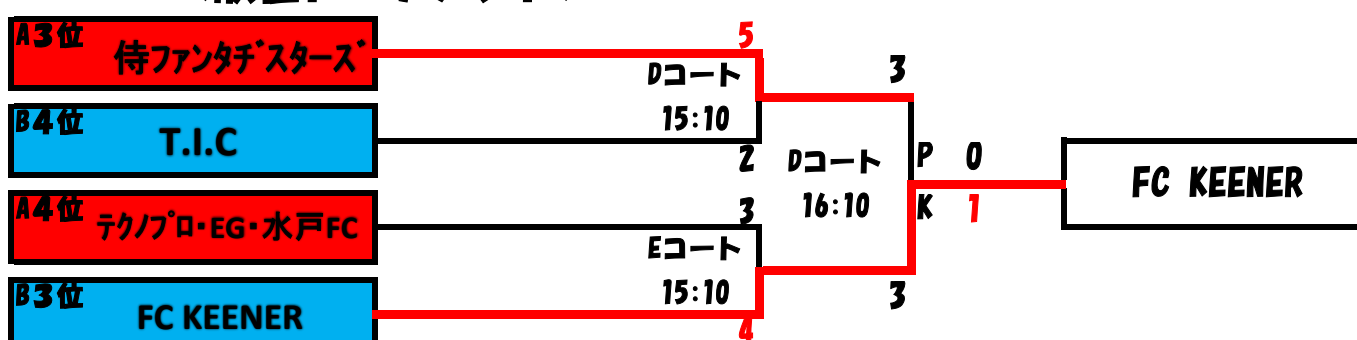 A3位
侍ファンタヂスターズ
5
Dコート
15:10
3
B4位
T.I.C
2
Dコート
16:10
P 0
K 1
FC KEENER
A4位
テクノプロ・EG・水戸FC
3
Eコート
15:10
3
B3位
FC KEENER
4